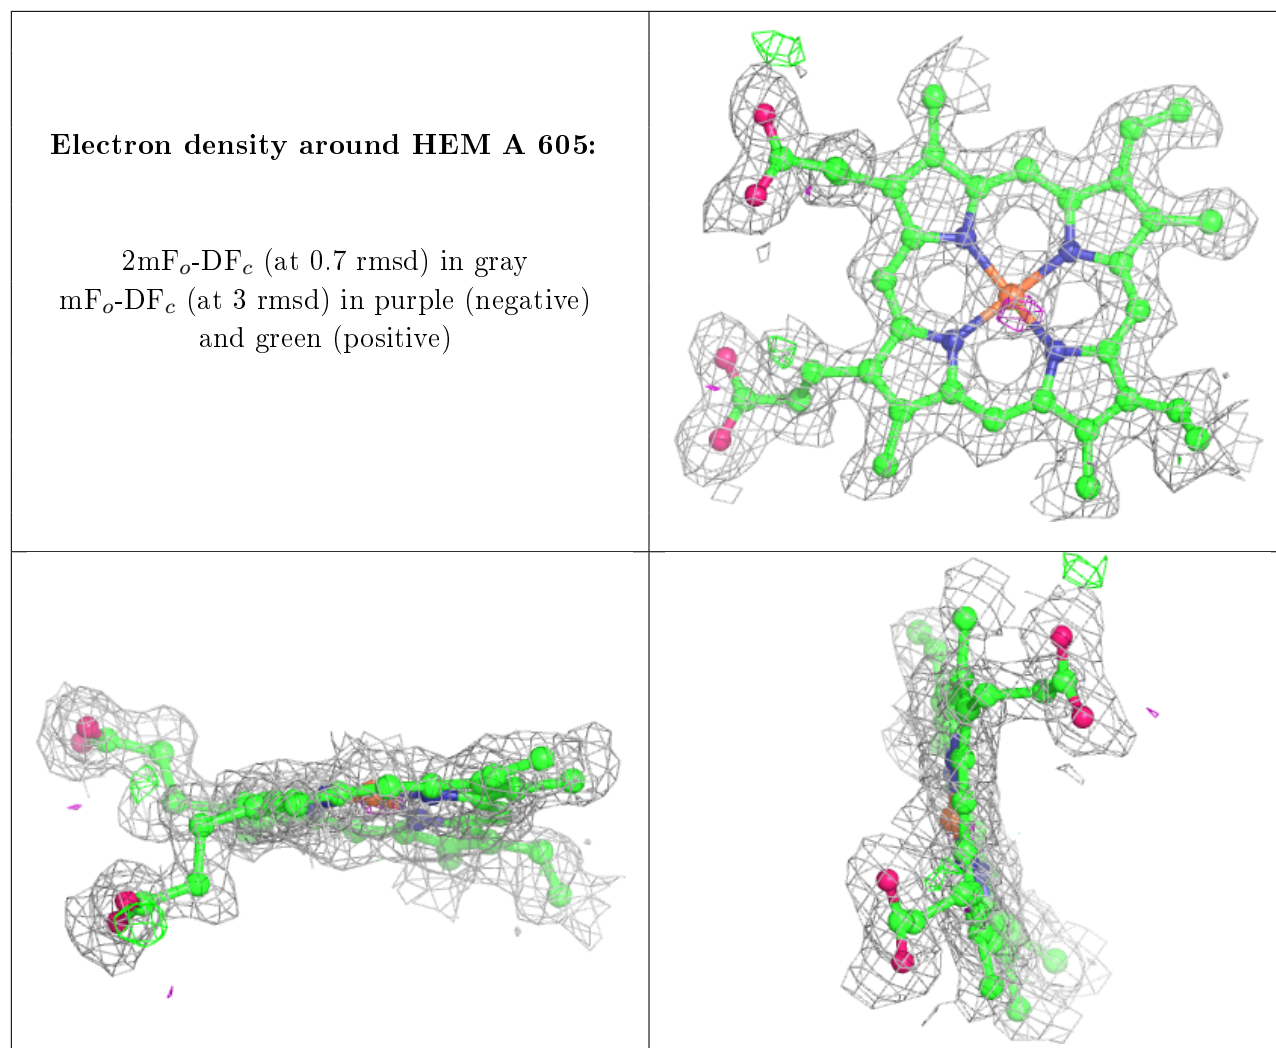 Electron density around HEM A 605:
2mFₒ-DF𝒸 (at 0.7 rmsd) in gray
mFₒ-DF𝒸 (at 3 rmsd) in purple (negative)
and green (positive)